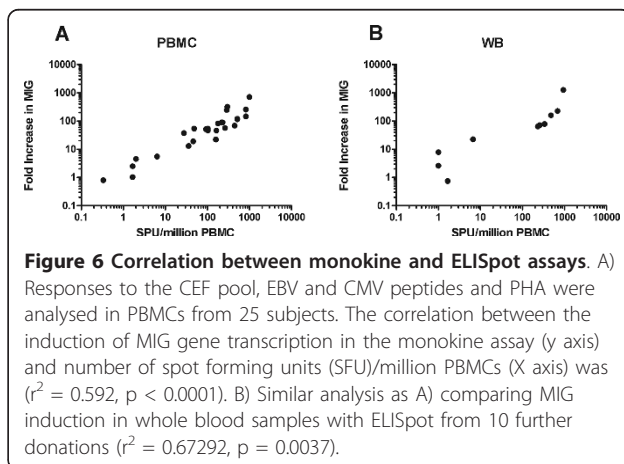 A
PBMC
Fold Increase in MIG
10000
1000
100
10
1
0.1
0.1 1 10 100 1000 10000
SPU/million PBMC
B
WB
Fold Increase in MIG
10000
1000
100
10
1
0.1
0.1 1 10 100 1000 10000
SPU/million PBMC
Figure 6 Correlation between monokine and ELISpot assays. A)
Responses to the CEF pool, EBV and CMV peptides and PHA were
analysed in PBMCs from 25 subjects. The correlation between the
induction of MIG gene transcription in the monokine assay (y axis)
and number of spot forming units (SFU)/million PBMCs (X axis) was
(r² = 0.592, p < 0.0001). B) Similar analysis as A) comparing MIG
induction in whole blood samples with ELISpot from 10 further
donations (r² = 0.67292, p = 0.0037).